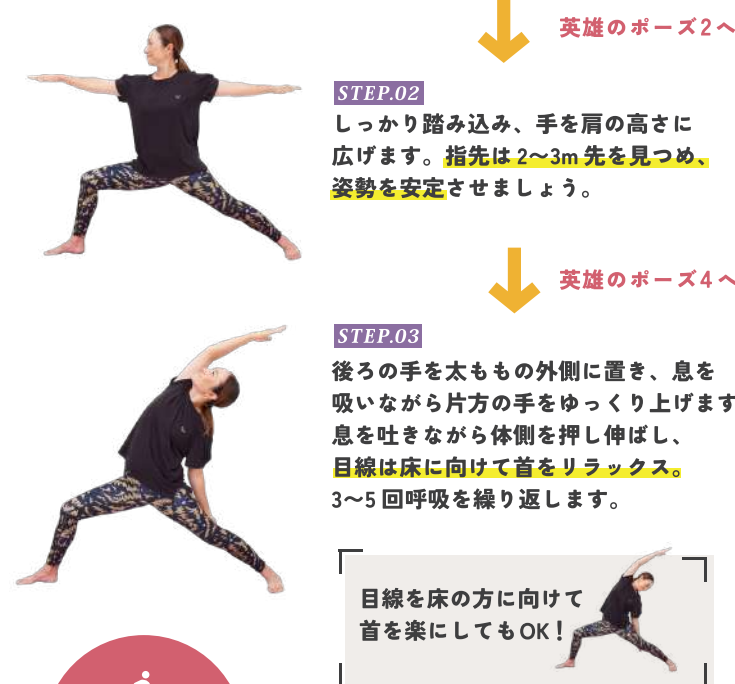 英雄のポーズ2へ
STEP.02
しっかり踏み込み、手を肩の高さに
広げます。指先は2〜3m先を見つめ、
姿勢を安定させましょう。
英雄のポーズ4へ
STEP.03
後ろの手を太ももの外側に置き、息を
吸いながら片方の手をゆっくり上げます
息を吐きながら体側を押し伸ばし、
目線は床に向けて首をリラックス。
3〜5回呼吸を繰り返します。
目線を床の方に向けて
首を楽にしてもOK！